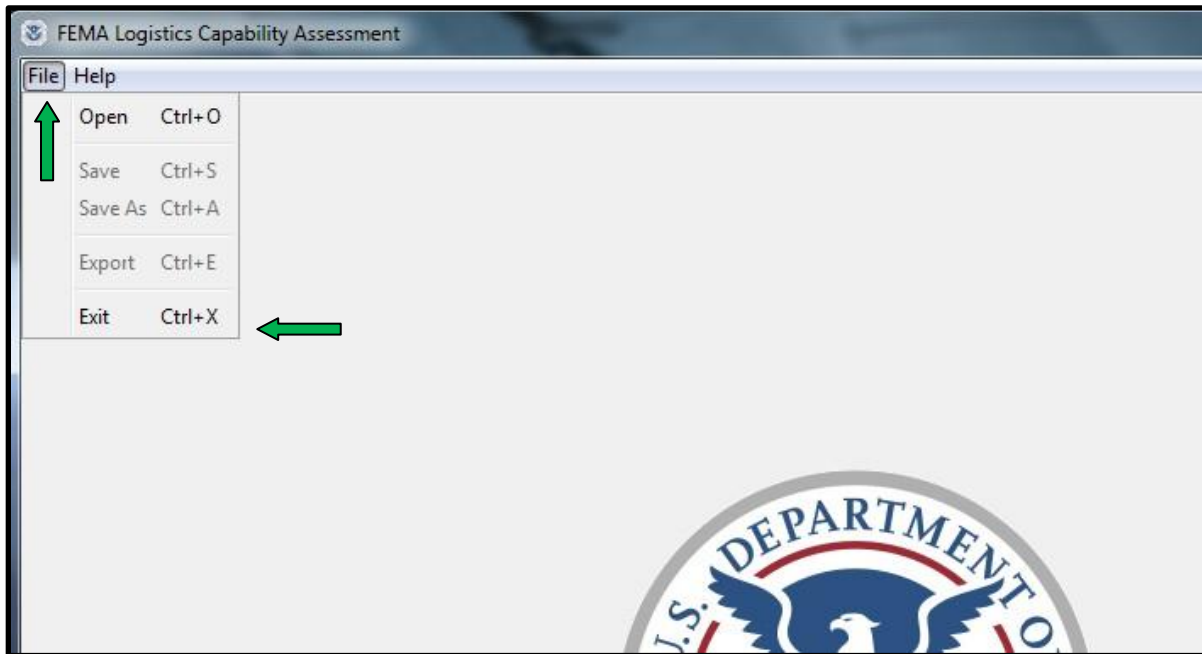 FEMA Logistics Capability Assessment
File Help
Open Ctrl+O
Save Ctrl+S
Save As Ctrl+A
Export Ctrl+E
Exit Ctrl+X
U.S. DEPARTMENT O